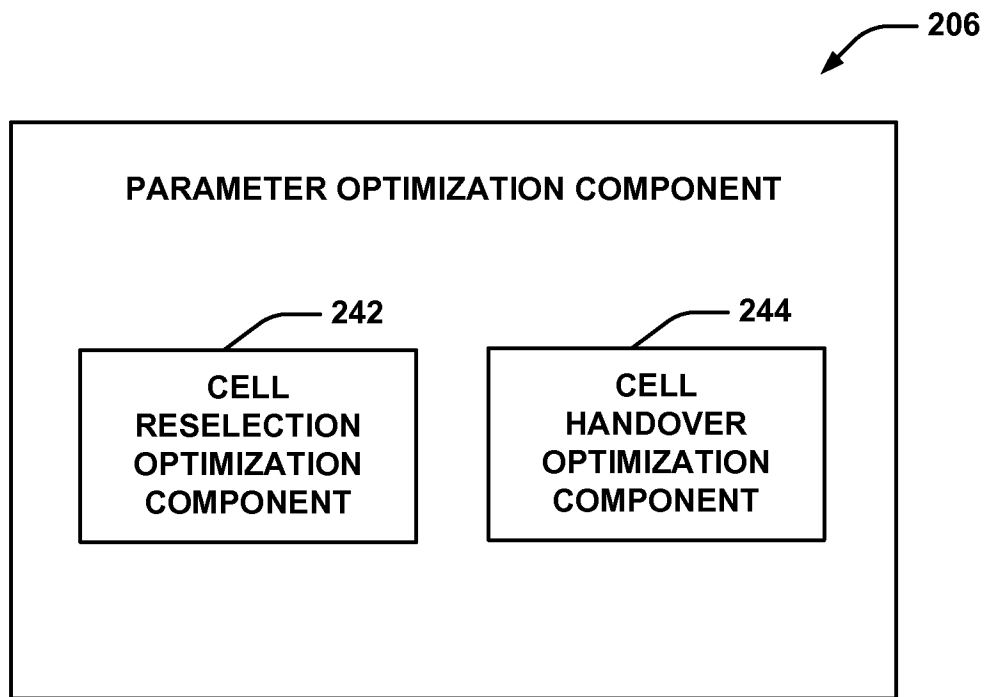 206
PARAMETER OPTIMIZATION COMPONENT
242
244
CELL
RESELECTION
OPTIMIZATION
COMPONENT
CELL
HANDOVER
OPTIMIZATION
COMPONENT